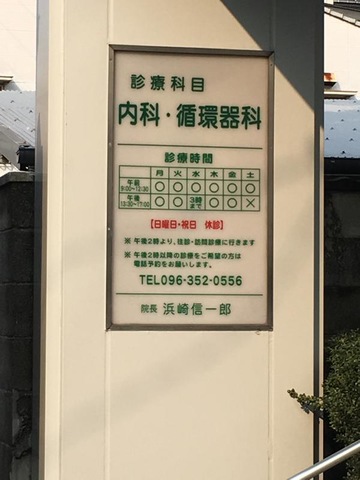 診療科目
内科・循環器科
診療時間
月 火 水 木 金 土
午前 9:00~12:30 ○ ○ ○ ○ ○ ○
午後 13:30~17:00 ○ ○ 3時まで ○ ○ ×
【日曜日・祝日 休診】
※ 午後2時より、往診・訪問診療に行きます
※ 午後2時以降の診療をご希望の方は
電話予約をお願いします。
TEL096-352-0556
院長 浜崎信一郎